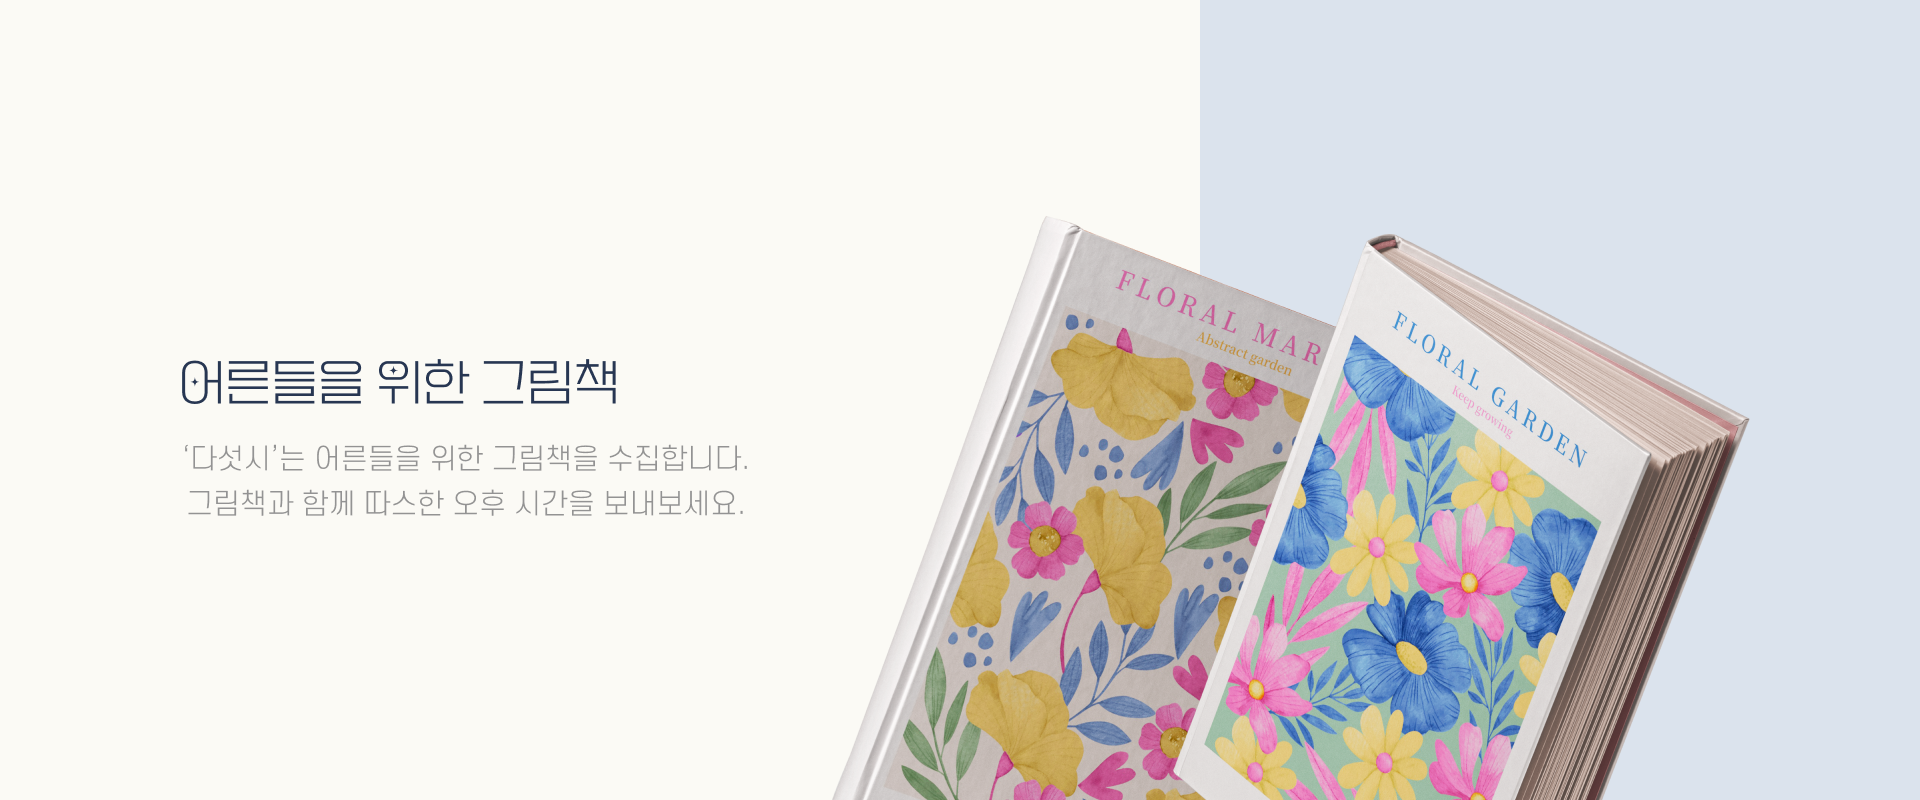 어른들을 위한 그림책
‘다섯시’는 어른들을 위한 그림책을 수집합니다.
그림책과 함께 따스한 오후 시간을 보내보세요.
FLORAL MAR
Abstract garden
FLORAL GARDEN
Keep growing